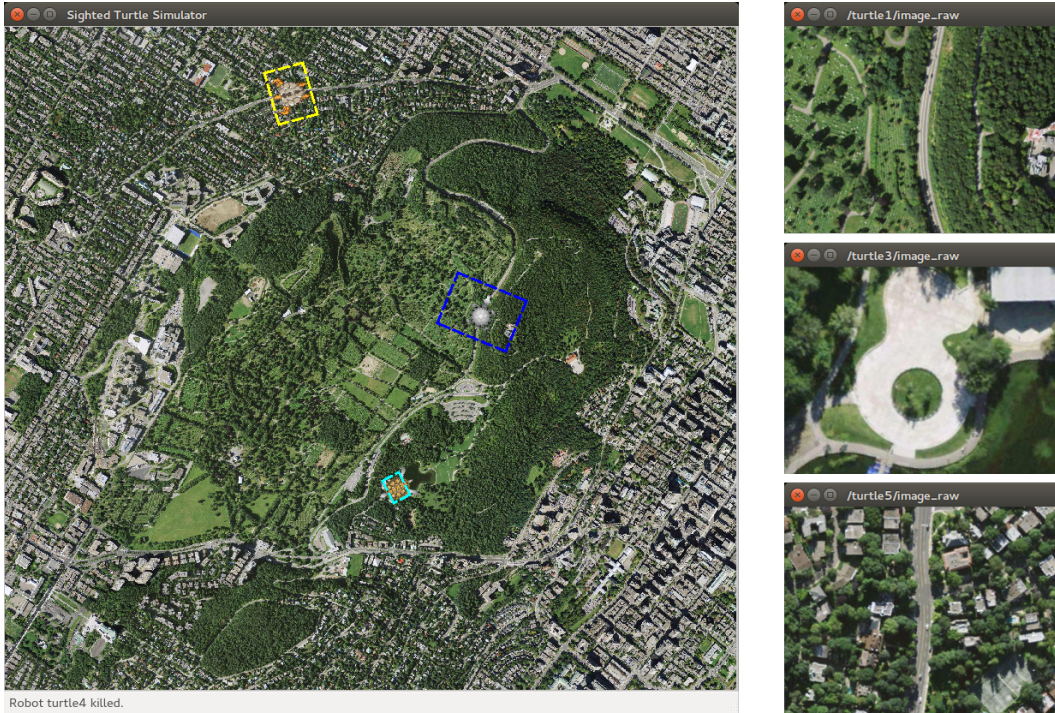 Sighted Turtle Simulator
/turtle1/image_raw
/turtle3/image_raw
/turtle5/image_raw
Robot turtle4 killed.